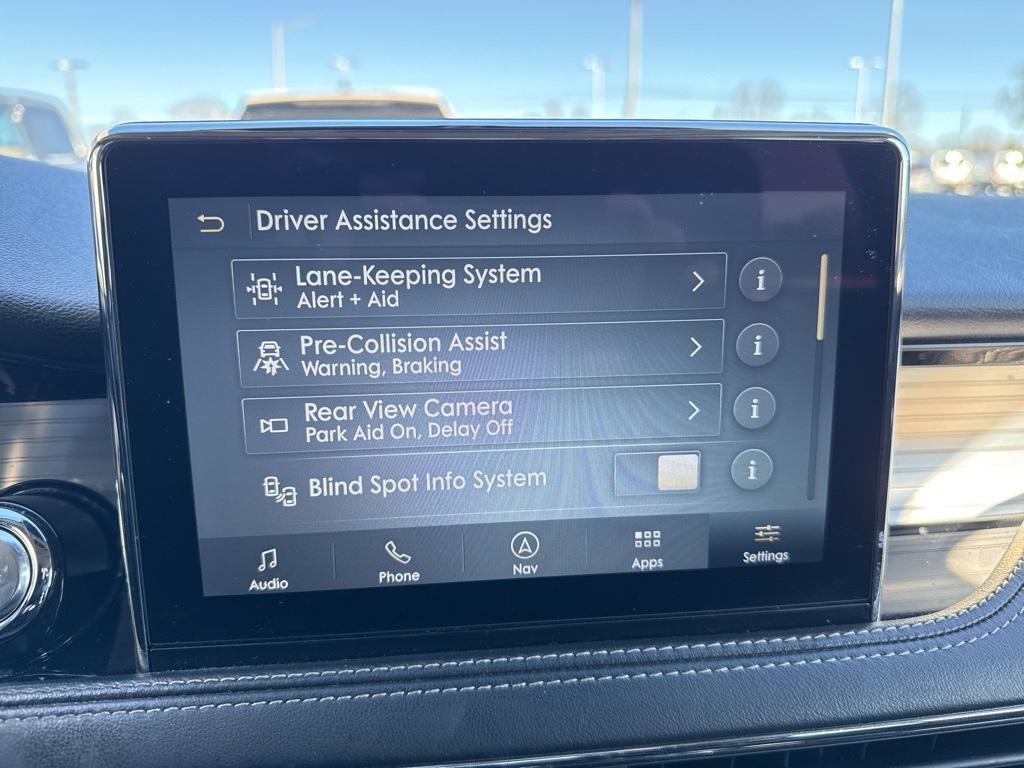 Driver Assistance Settings
Lane-Keeping System
Alert + Aid
i
Pre-Collision Assist
Warning, Braking
i
Rear View Camera
Park Aid On, Delay Off
i
Blind Spot Info System
i
Audio
Phone
Nav
Apps
Settings